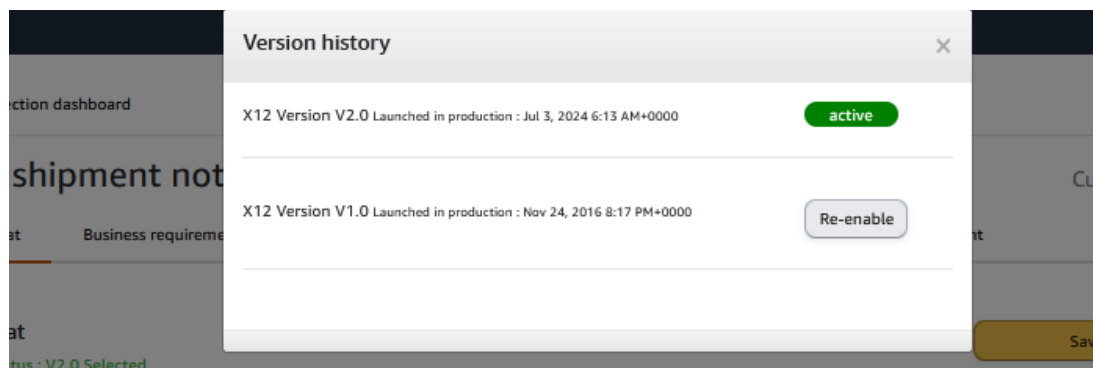 Version history
×
ection dashboard
X12 Version V2.0 Launched in production : Jul 3, 2024 6:13 AM+0000
active
shipment not
Cu
X12 Version V1.0 Launched in production : Nov 24, 2016 8:17 PM+0000
Re-enable
at
Business requireme
nt
at
Sav
tus : V2.0 Selected